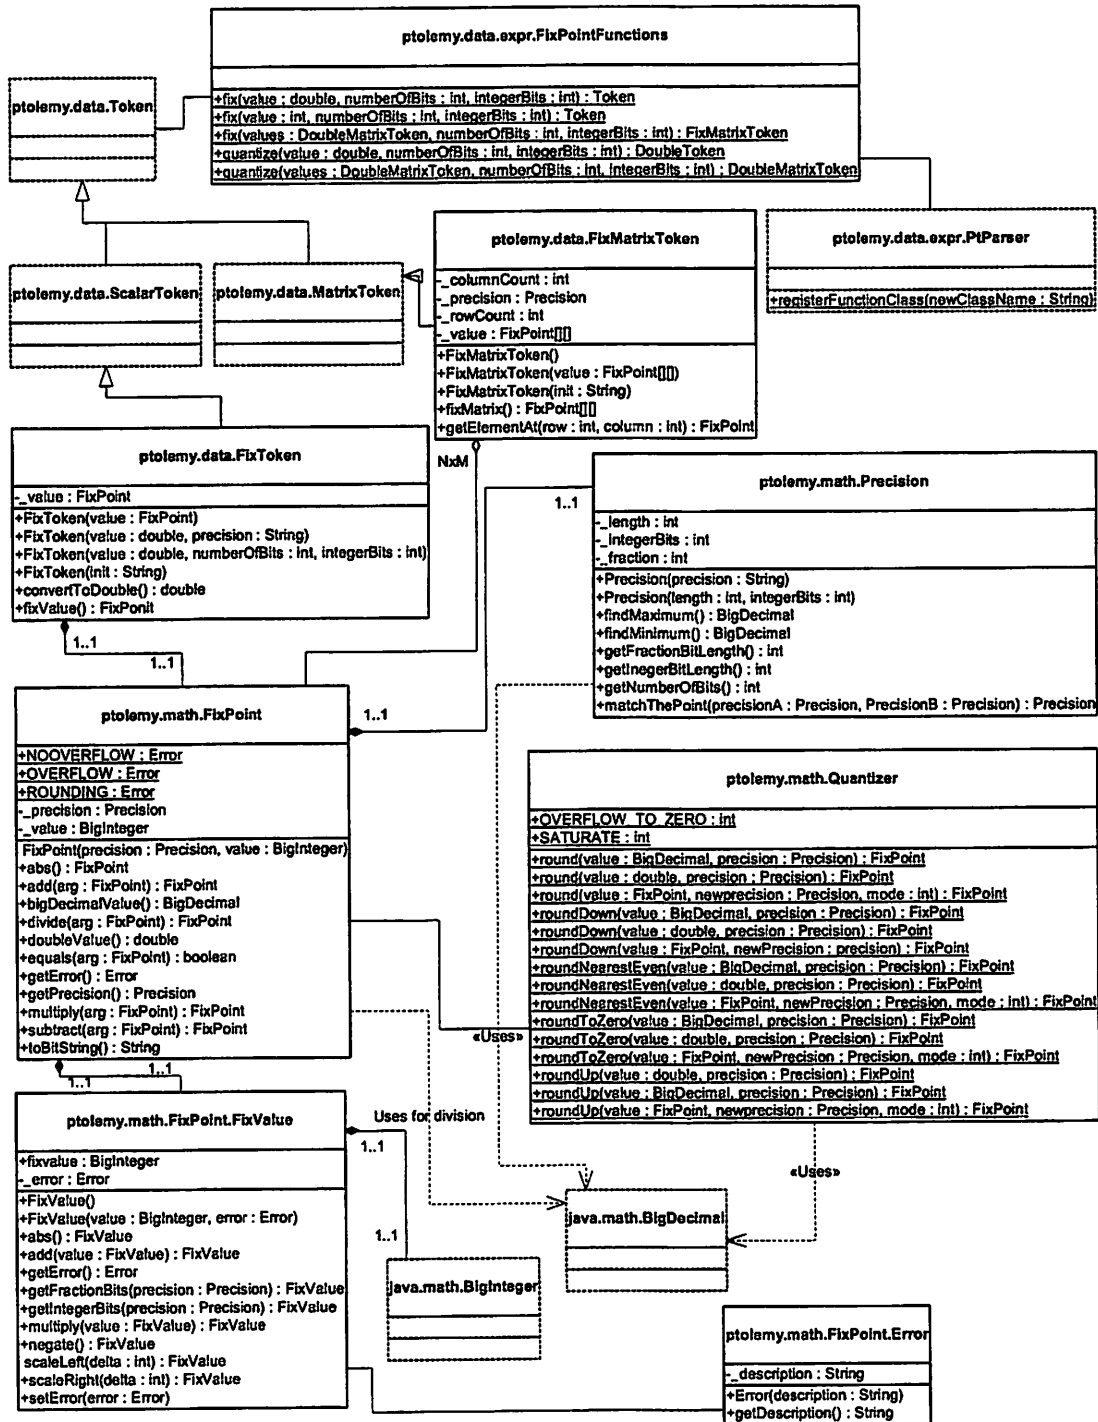 ptolemy.data.expr.FixPointFunctions
+fix(value : double, numberOfBits : int, integerBits : int) : Token
+fix(value : int, numberOfBits : int, integerBits : int) : Token
+fix(values : DoubleMatrixToken, numberOfBits : int, integerBits : int) : FixMatrixToken
+quantize(value : double, numberOfBits : int, integerBits : int) : DoubleToken
+quantize(values : DoubleMatrixToken, numberOfBits : int, integerBits : int) : DoubleMatrixToken
ptolemy.data.Token
ptolemy.data.ScalarToken
ptolemy.data.MatrixToken
ptolemy.data.FixMatrixToken
-_columnCount : int
-_precision : Precision
-_rowCount : int
-_value : FixPoint[][]
+FixMatrixToken()
+FixMatrixToken(value : FixPoint[][])
+FixMatrixToken(init : String)
+fixMatrix() : FixPoint[][]
+getElementAt(row : int, column : int) : FixPoint
ptolemy.data.expr.PtParser
+registerFunctionClass(newClassName : String)
ptolemy.data.FixToken
-_value : FixPoint
+FixToken(value : FixPoint)
+FixToken(value : double, precision : String)
+FixToken(value : double, numberOfBits : int, integerBits : int)
+FixToken(init : String)
+convertToDouble() : double
+fixValue() : FixPonit
NxM
1..1
ptolemy.math.Precision
-_length : int
-_integerBits : int
-_fraction : int
+Precision(precision : String)
+Precision(length : int, integerBits : int)
+findMaximum() : BigDecimal
+findMinimum() : BigDecimal
+getFractionBitLength() : int
+getInegerBitLength() : int
+getNumberOfBits() : int
+matchThePoint(precisionA : Precision, PrecisionB : Precision) : Precision
1..1
1..1
ptolemy.math.FixPoint
+NOOVERFLOW : Error
+OVERFLOW : Error
+ROUNDING : Error
-_precision : Precision
-_value : BigInteger
FixPoint(precision : Precision, value : BigInteger)
+abs() : FixPoint
+add(arg : FixPoint) : FixPoint
+bigDecimalValue() : BigDecimal
+divide(arg : FixPoint) : FixPoint
+doubleValue() : double
+equals(arg : FixPoint) : boolean
+getError() : Error
+getPrecision() : Precision
+multiply(arg : FixPoint) : FixPoint
+subtract(arg : FixPoint) : FixPoint
+toBitString() : String
1..1
ptolemy.math.Quantizer
+OVERFLOW_TO_ZERO : int
+SATURATE : int
+round(value : BigDecimal, precision : Precision) : FixPoint
+round(value : double, precision : Precision) : FixPoint
+round(value : FixPoint, newprecision : Precision, mode : int) : FixPoint
+roundDown(value : BigDecimal, precision : Precision) : FixPoint
+roundDown(value : double, precision : Precision) : FixPoint
+roundDown(value : FixPoint, newPrecision : precision) : FixPoint
+roundNearestEven(value : BigDecimal, precision : Precision) : FixPoint
+roundNearestEven(value : double, precision : Precision) : FixPoint
+roundNearestEven(value : FixPoint, newPrecision : Precision, mode : int) : FixPoint
+roundToZero(value : BigDecimal, precision : Precision) : FixPoint
+roundToZero(value : double, precision : Precision) : FixPoint
+roundToZero(value : FixPoint, newPrecision : Precision, mode : int) : FixPoint
+roundUp(value : double, precision : Precision) : FixPoint
+roundUp(value : BigDecimal, precision : Precision) : FixPoint
+roundUp(value : FixPoint, newprecision : Precision, mode : int) : FixPoint
«Uses»
1..1
1..1
ptolemy.math.FixPoint.FixValue
+fixvalue : BigInteger
-_error : Error
+FixValue()
+FixValue(value : BigInteger, error : Error)
+abs() : FixValue
+add(value : FixValue) : FixValue
+getError() : Error
+getFractionBits(precision : Precision) : FixValue
+getIntegerBits(precision : Precision) : FixValue
+multiply(value : FixValue) : FixValue
+negate() : FixValue
scaleLeft(delta : int) : FixValue
+scaleRight(delta : int) : FixValue
+setError(error : Error)
Uses for division
1..1
1..1
«Uses»
java.math.BigDecimal
java.math.BigInteger
ptolemy.math.FixPoint.Error
-_description : String
+Error(description : String)
+getDescription() : String